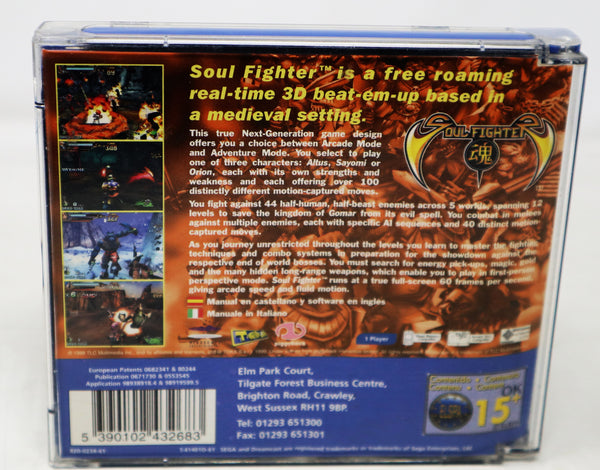 Soul Fighter™ is a free roaming
real-time 3D beat-em-up based in
a medieval setting.
SOUL FIGHTER
魂
This true Next-Generation game design
offers you a choice between Arcade Mode
and Adventure Mode. You select to play
one of three characters: Altus, Sayomi or
Orion, each with its own strengths and
weakness and each offering over 100
distinctly different motion-captured moves.
You fight against 44 half-human, half-beast enemies across 5 worlds, spanning 12
levels to save the kingdom of Gomar from its evil spell. You combat in melees
against multiple enemies, each with specific AI sequences and 40 distinct motion-
captured moves.
As you journey unrestricted throughout the levels you learn to master the fighting
techniques and combo systems in preparation for the showdown against the
respective end of world bosses. You must search for energy pick-ups, magic, gold
and the many hidden long-range weapons, which enable you to play in first-person
perspective mode. Soul Fighter™ runs at a true full-screen 60 frames per second,
giving arcade speed and fluid motion.
Manual en castellano y software en inglés
Manuale in Italiano
1 Player
European Patents 0682341 & 80244
Publication 0671730 & 0553545
Application 98938918.4 & 98919599.5
Elm Park Court,
Tilgate Forest Business Centre,
Brighton Road, Crawley,
West Sussex RH11 9BP.
Tel: 01293 651300
Fax: 01293 651301
5 390102 432683
ELSPA
15+
OK